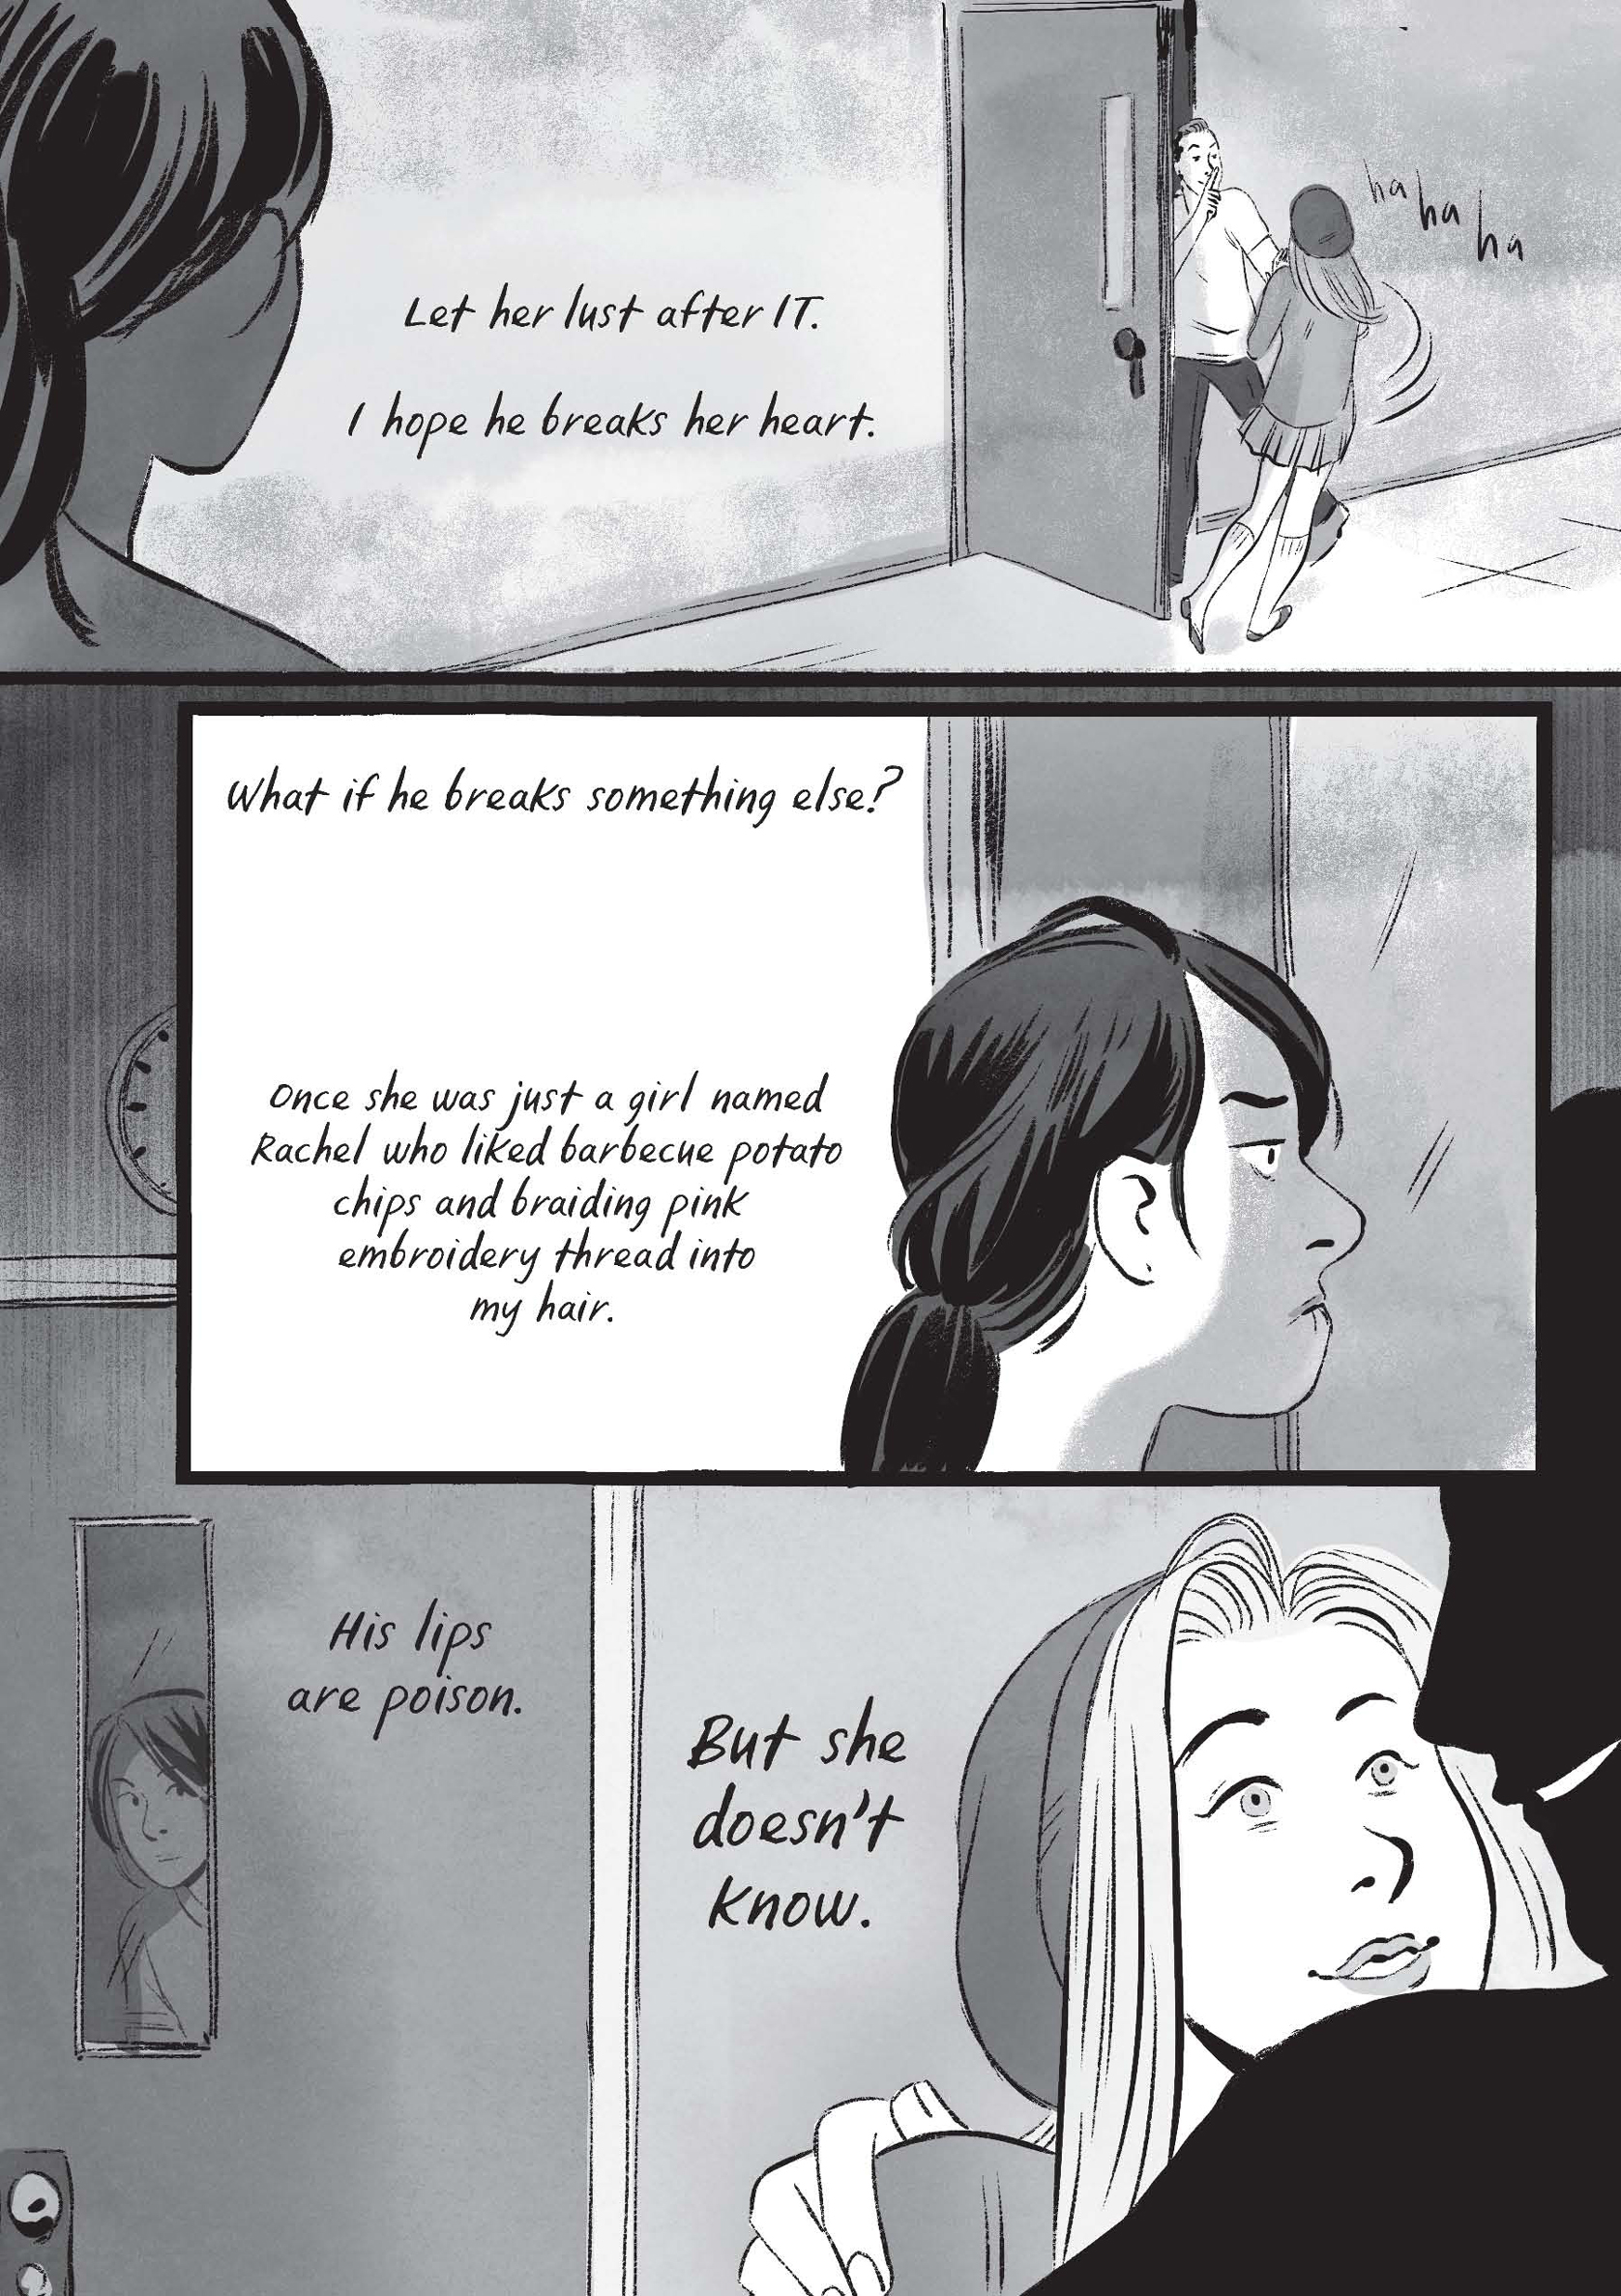 ha
ha
ha
Let her lust after IT.
I hope he breaks her heart.
What if he breaks something else?
Once she was just a girl named
Rachel who liked barbecue potato
chips and braiding pink
embroidery thread into
my hair.
His lips
are poison.
But she
doesn't
know.